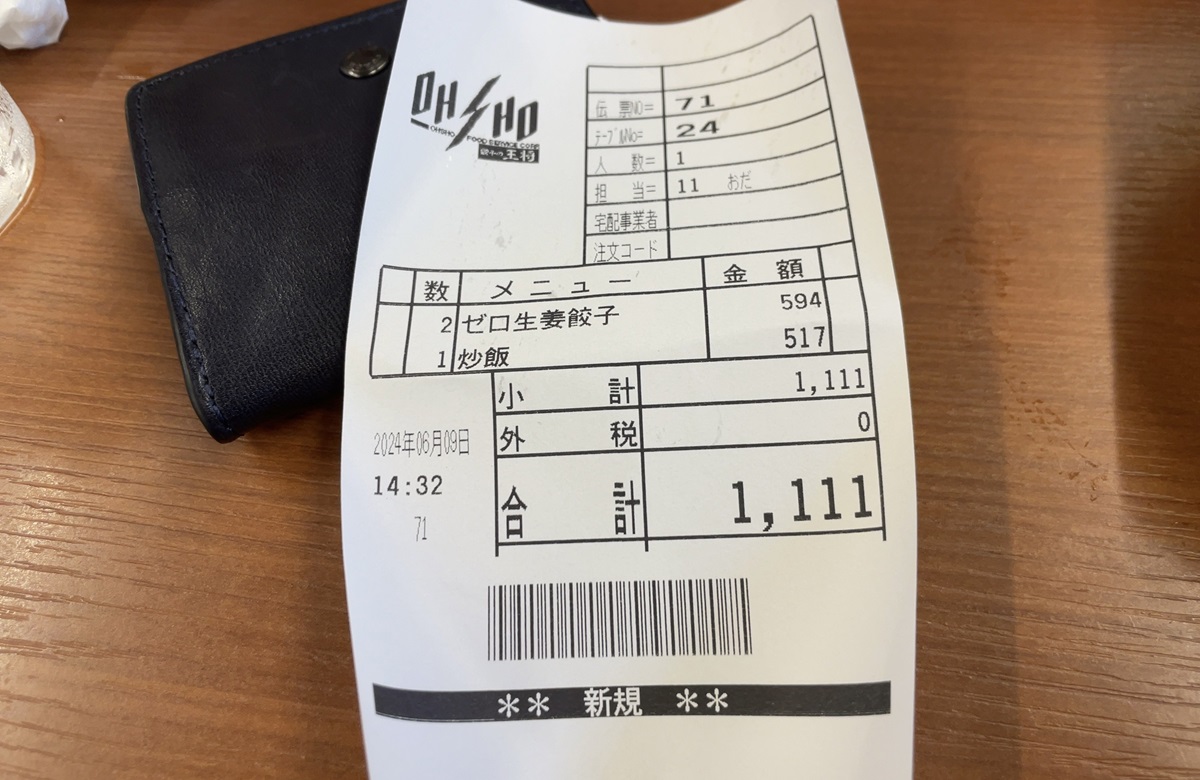 OHSHO
OHSHO FOOD SERVICE CORP.
餃子の王将
伝票NO= 71
テーブルNo= 24
人数= 1
担当= 11 おだ
宅配事業者
注文コード
数 メニュー 金額
2 ゼロ生姜餃子 594
1 炒飯 517
小計 1,111
外税 0
合計 1,111
2024年06月09日
14:32
71
** 新規 **